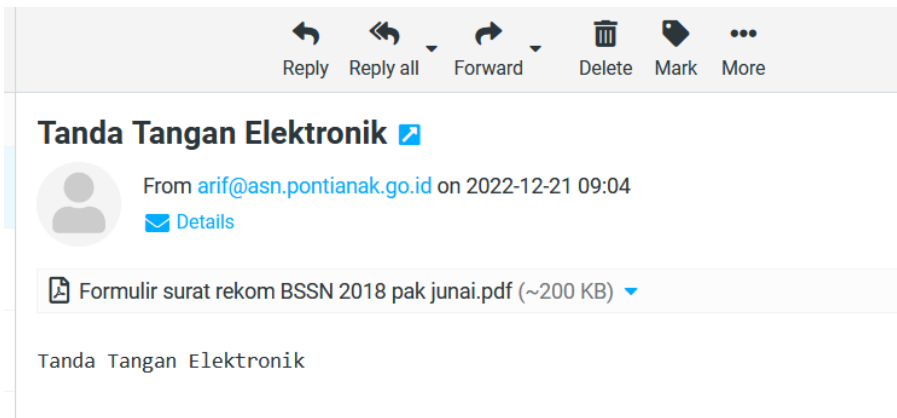 Reply Reply all Forward Delete Mark More
Tanda Tangan Elektronik
From arif@asn.pontianak.go.id on 2022-12-21 09:04
Details
Formulir surat rekom BSSN 2018 pak junai.pdf (~200 KB)
Tanda Tangan Elektronik